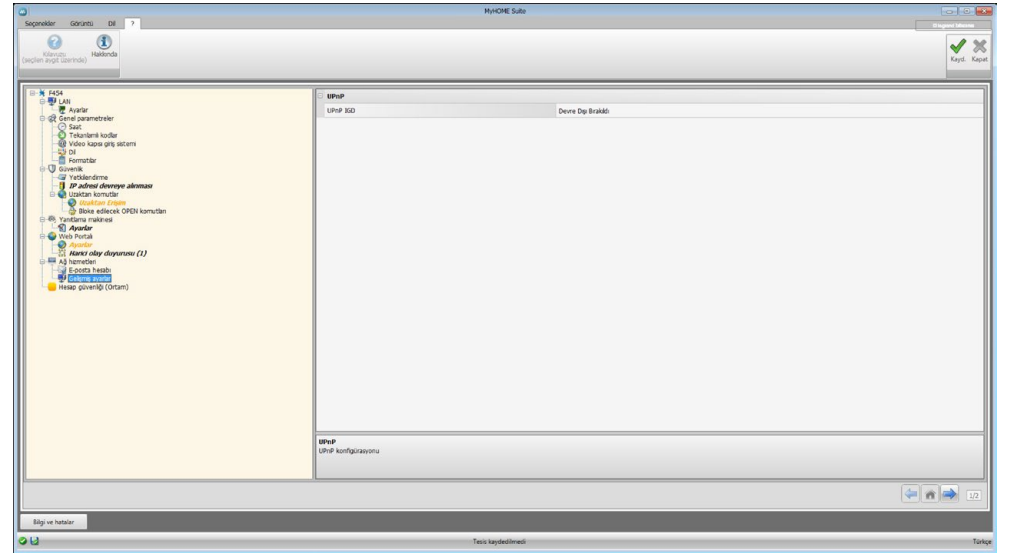 MyHOME Suite
Seçenekler Görüntü Dil ?
Kılavuzu
(seçilen aygıt üzerinde)
Hakkında
Kayd. Kapat
F454
LAN
Ayarlar
Genel parametreler
Saat
Tekanlamlı kodlar
Video kapısı giriş sistemi
Dil
Formatlar
Güvenlik
Yetkilendirme
IP adresi devreye alınması
Uzaktan komutlar
Uzaktan Erişim
Bloke edilecek OPEN komutları
Yanıtlama makinesi
Ayarlar
Web Portalı
Ayarlar
Harici olay duyurusu (1)
Ağ hizmetleri
E-posta hesabı
Gelişmiş ayarlar
Hesap güvenliği (Ortam)
UPnP
UPnP IGD Devre Dışı Bırakıldı
UPnP
UPnP konfigürasyonu
1/2
Bilgi ve hatalar
Tesis kaydedilmedi
Türkçe